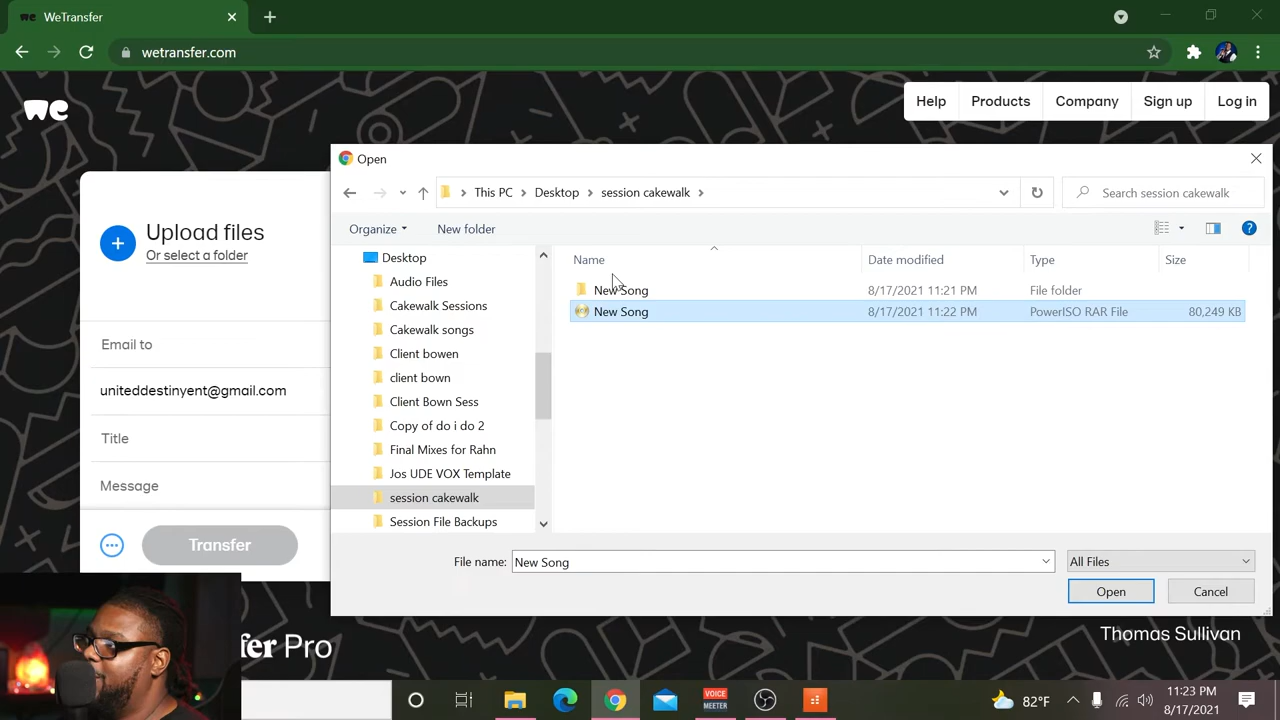 we WeTransfer
wetransfer.com
we
Help Products Company Sign up Log in
Open
This PC Desktop session cakewalk
Search session cakewalk
Organize New folder
Upload files
Or select a folder
Email to
uniteddestinyent@gmail.com
Title
Message
Transfer
Desktop
Audio Files
Cakewalk Sessions
Cakewalk songs
Client bowen
client bown
Client Bown Sess
Copy of do i do 2
Final Mixes for Rahn
Jos UDE VOX Template
session cakewalk
Session File Backups
Name Date modified Type Size
New Song 8/17/2021 11:21 PM File folder
New Song 8/17/2021 11:22 PM PowerISO RAR File 80,249 KB
File name: New Song All Files
Open Cancel
fer Pro
Thomas Sullivan
VOICE
MEETER
82°F
11:23 PM
8/17/2021